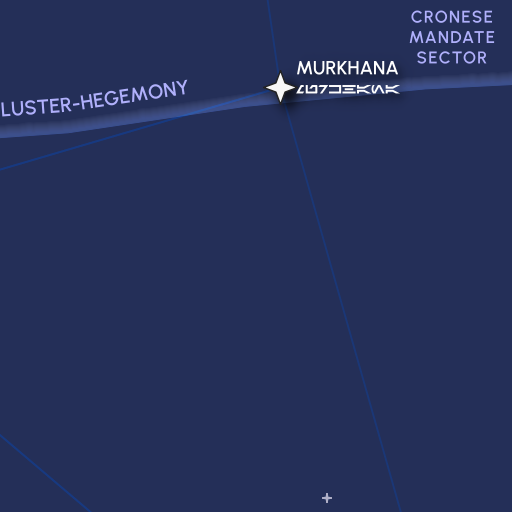 CRONESE
MANDATE
SECTOR
MURKHANA
LUSTER-HEGEMONY